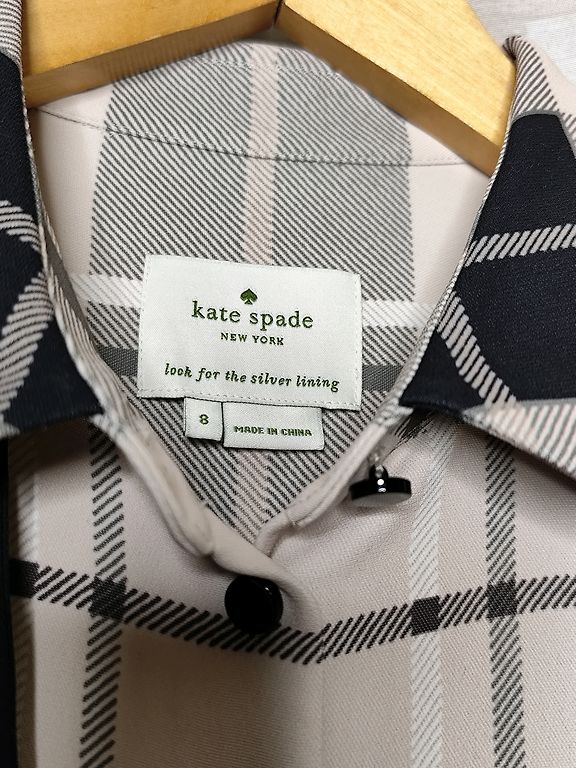 kate spade
NEW YORK
look for the silver lining
8
MADE IN CHINA